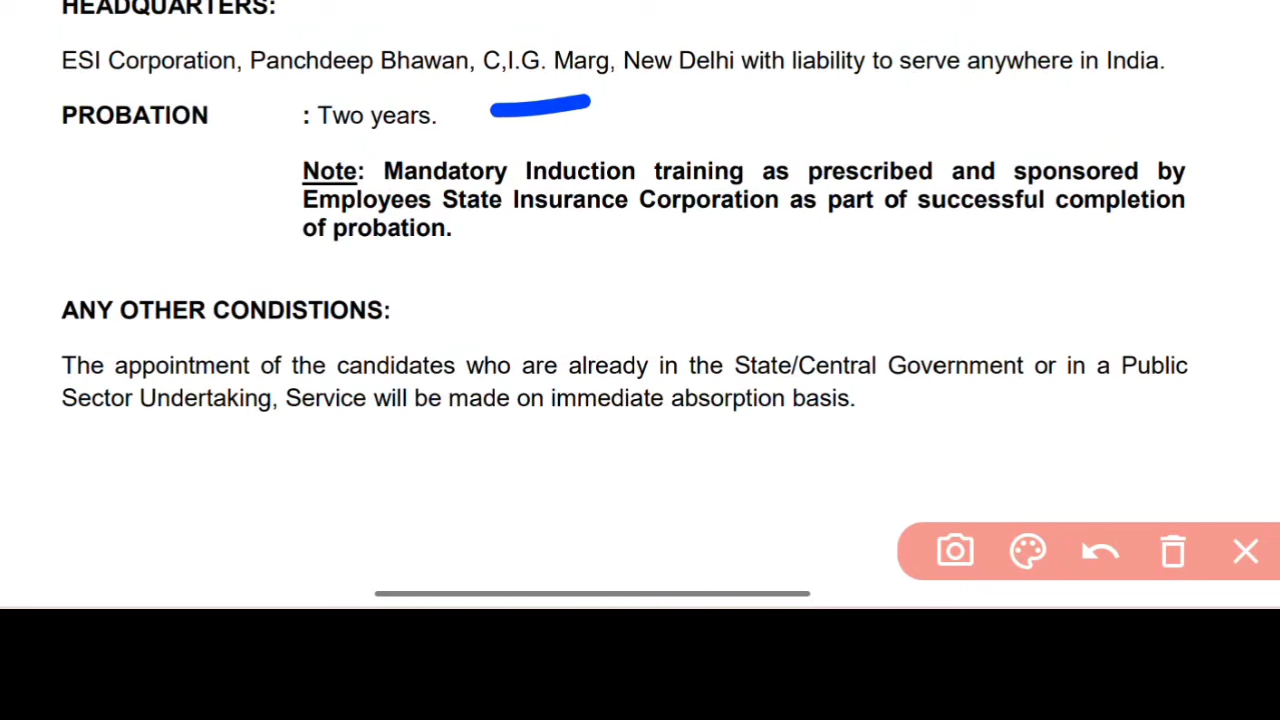 HEADQUARTERS:
ESI Corporation, Panchdeep Bhawan, C,I.G. Marg, New Delhi with liability to serve anywhere in India.
PROBATION : Two years.
Note: Mandatory Induction training as prescribed and sponsored by
Employees State Insurance Corporation as part of successful completion
of probation.
ANY OTHER CONDISTIONS:
The appointment of the candidates who are already in the State/Central Government or in a Public
Sector Undertaking, Service will be made on immediate absorption basis.